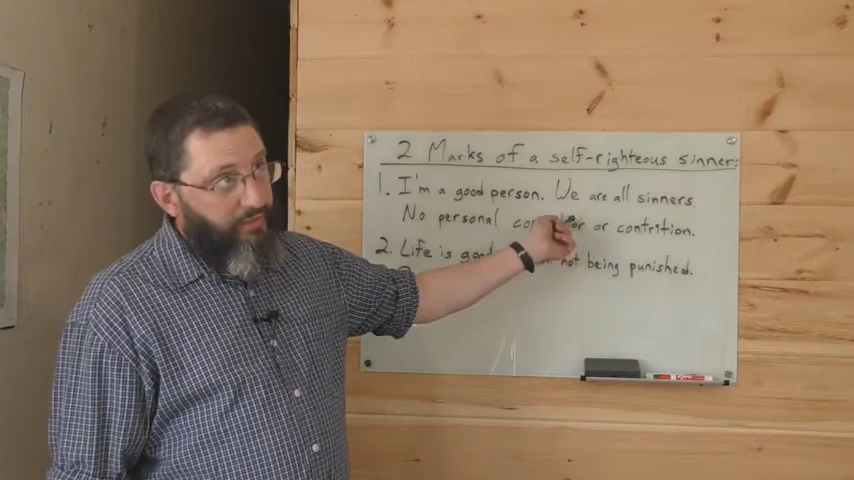 2 Marks of a self-righteous sinner:
1. I'm a good person. We are all sinners.
No personal or contrition.
2. Life is not being punished.